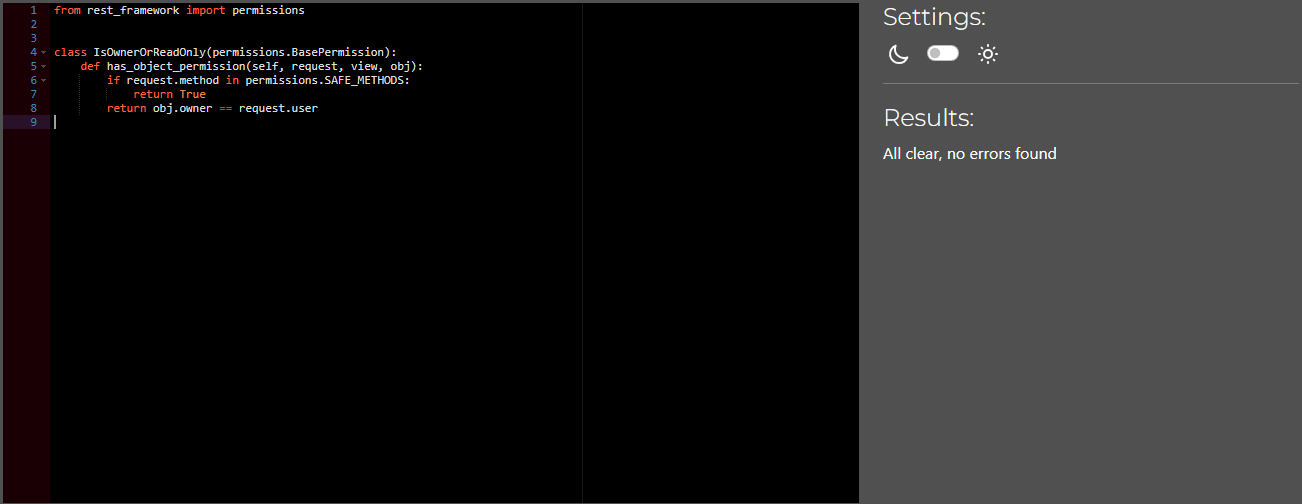 1 from rest_framework import permissions
2
3
4 class IsOwnerOrReadOnly(permissions.BasePermission):
5     def has_object_permission(self, request, view, obj):
6         if request.method in permissions.SAFE_METHODS:
7             return True
8         return obj.owner == request.user
9
Settings:
Results:
All clear, no errors found